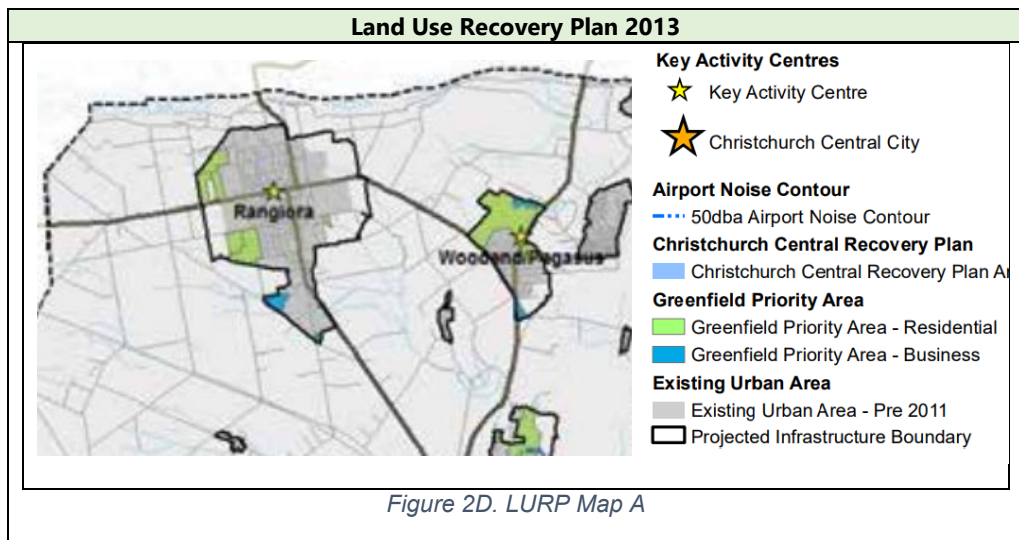 Land Use Recovery Plan 2013
Rangiora
Woodend/Pegasus
Key Activity Centres
Key Activity Centre
Christchurch Central City
Airport Noise Contour
50dba Airport Noise Contour
Christchurch Central Recovery Plan
Christchurch Central Recovery Plan Ar
Greenfield Priority Area
Greenfield Priority Area - Residential
Greenfield Priority Area - Business
Existing Urban Area
Existing Urban Area - Pre 2011
Projected Infrastructure Boundary
Figure 2D. LURP Map A